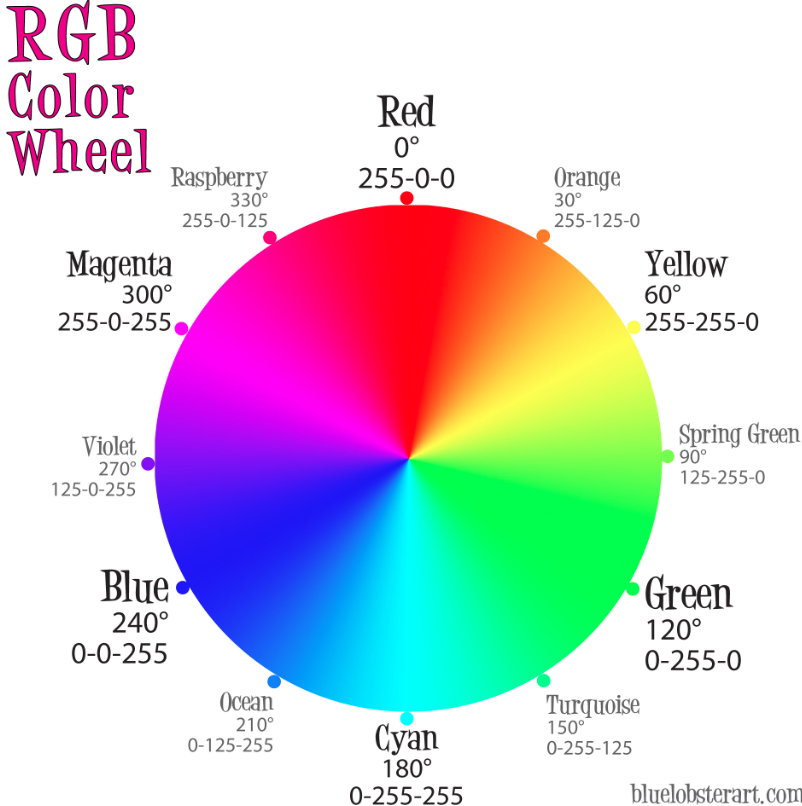 RGB
Color
Wheel
Red
0°
255-0-0
Orange
30°
255-125-0
Yellow
60°
255-255-0
Spring Green
90°
125-255-0
Green
120°
0-255-0
Turquoise
150°
0-255-125
Cyan
180°
0-255-255
Ocean
210°
0-125-255
Blue
240°
0-0-255
Violet
270°
125-0-255
Magenta
300°
255-0-255
Raspberry
330°
255-0-125
bluelobsterart.com